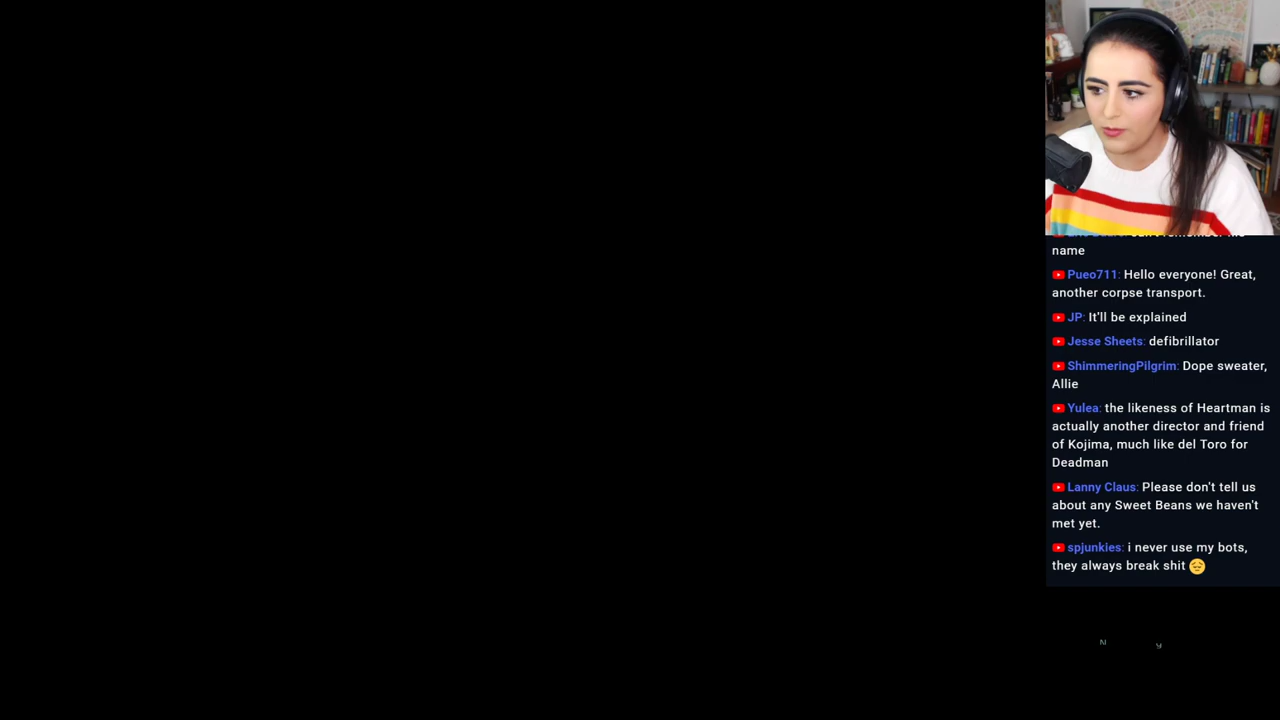 name
Pueo711: Hello everyone! Great,
another corpse transport.
JP: It'll be explained
Jesse Sheets: defibrillator
ShimmeringPilgrim: Dope sweater,
Allie
Yulea: the likeness of Heartman is
actually another director and friend
of Kojima, much like del Toro for
Deadman
Lanny Claus: Please don't tell us
about any Sweet Beans we haven't
met yet.
spjunkies: i never use my bots,
they always break shit 😔
N y